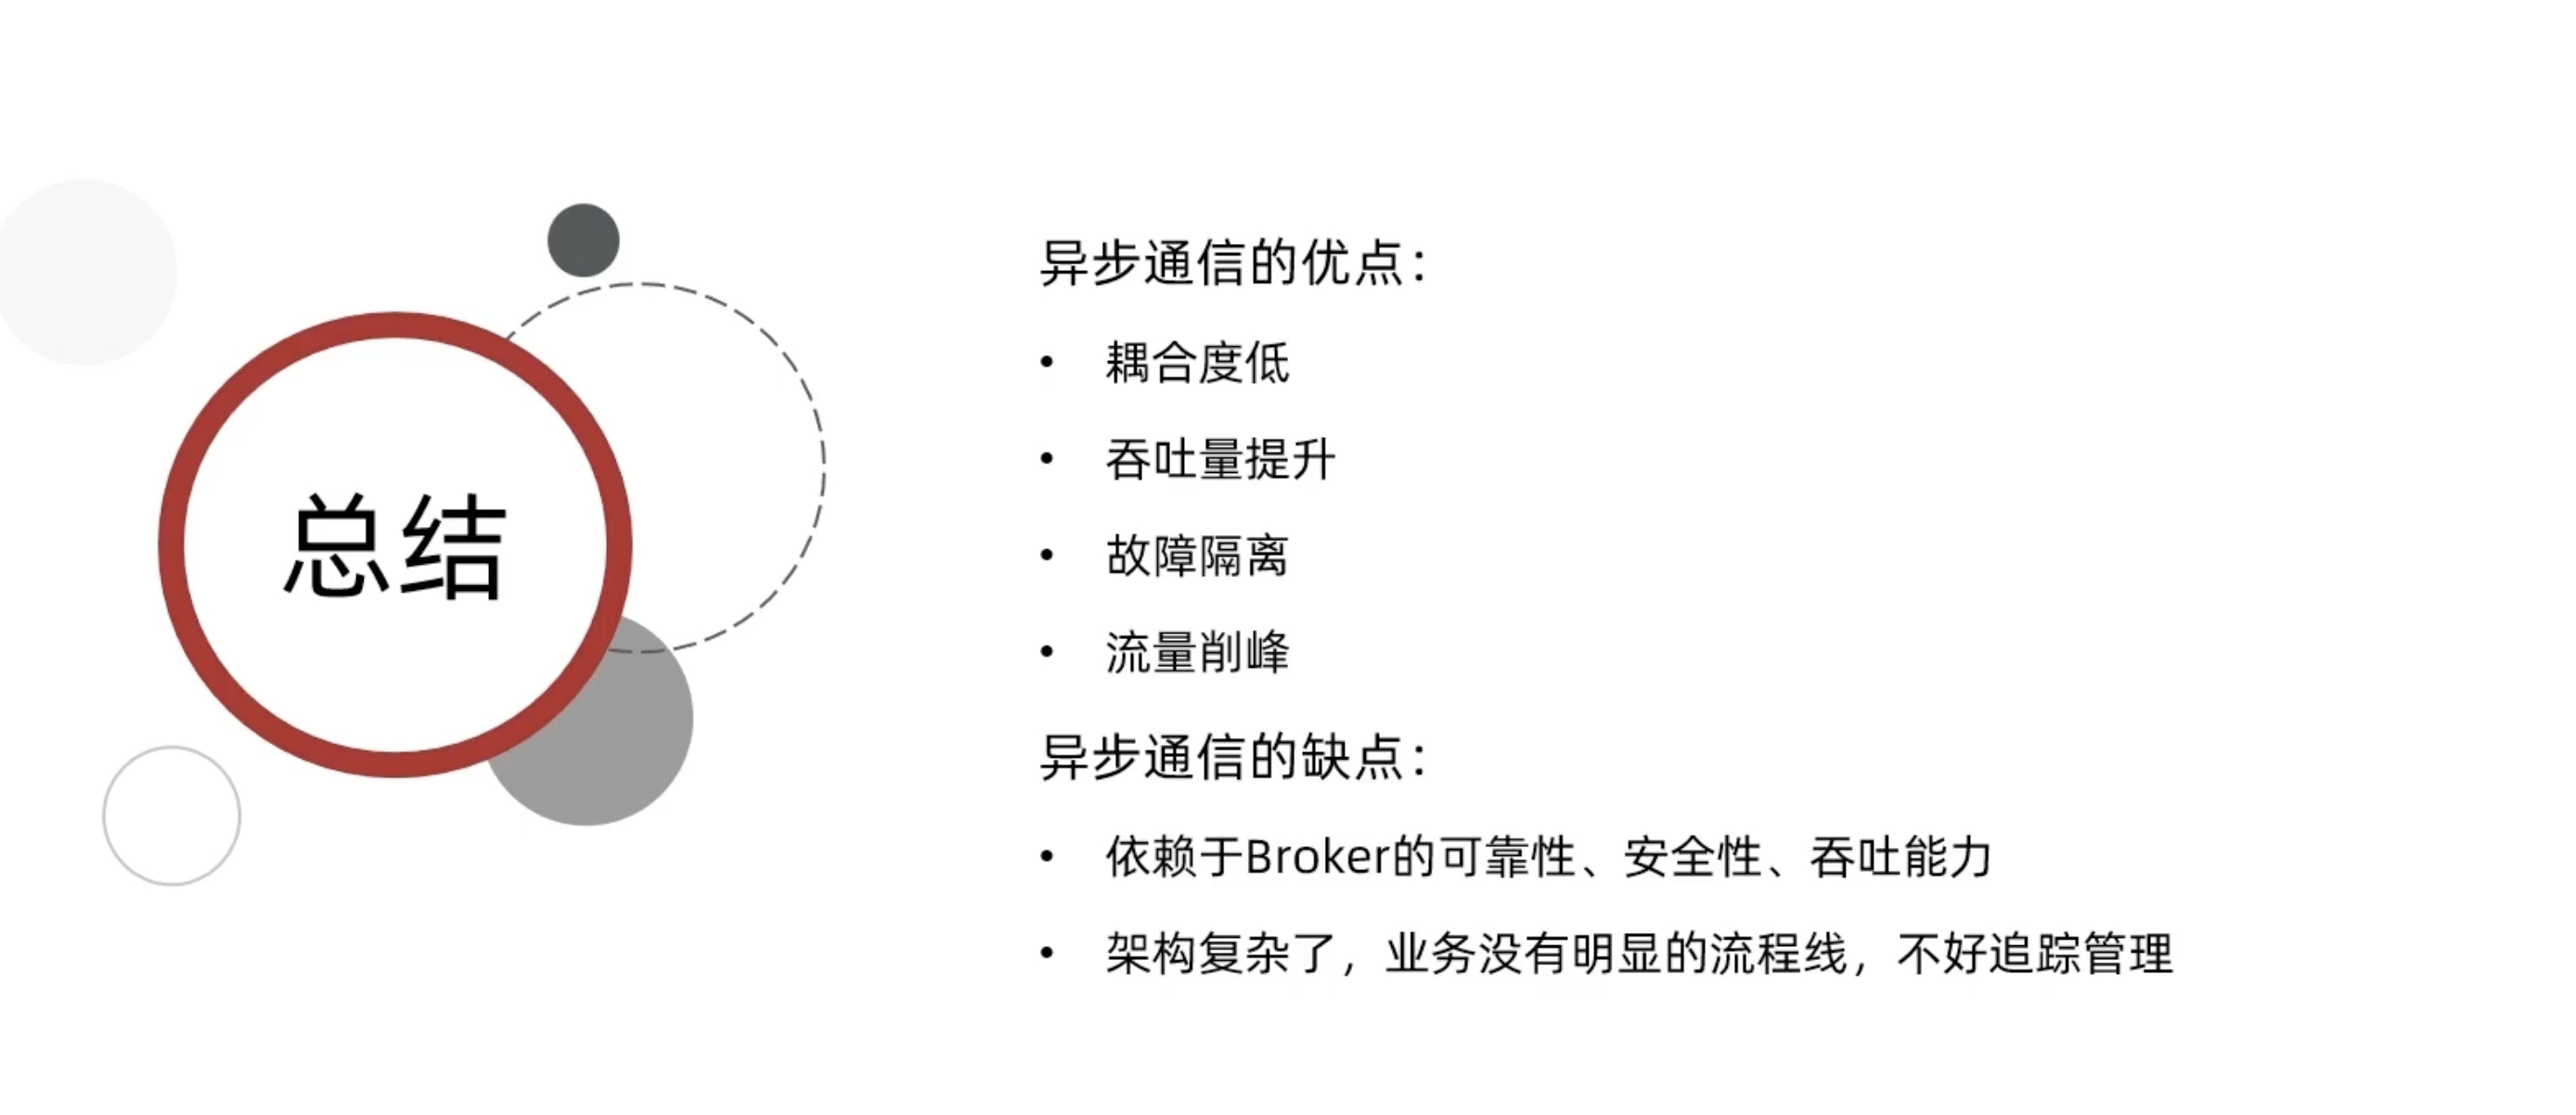 总结
异步通信的优点：
• 耦合度低
• 吞吐量提升
• 故障隔离
• 流量削峰
异步通信的缺点：
• 依赖于Broker的可靠性、安全性、吞吐能力
• 架构复杂了，业务没有明显的流程线，不好追踪管理